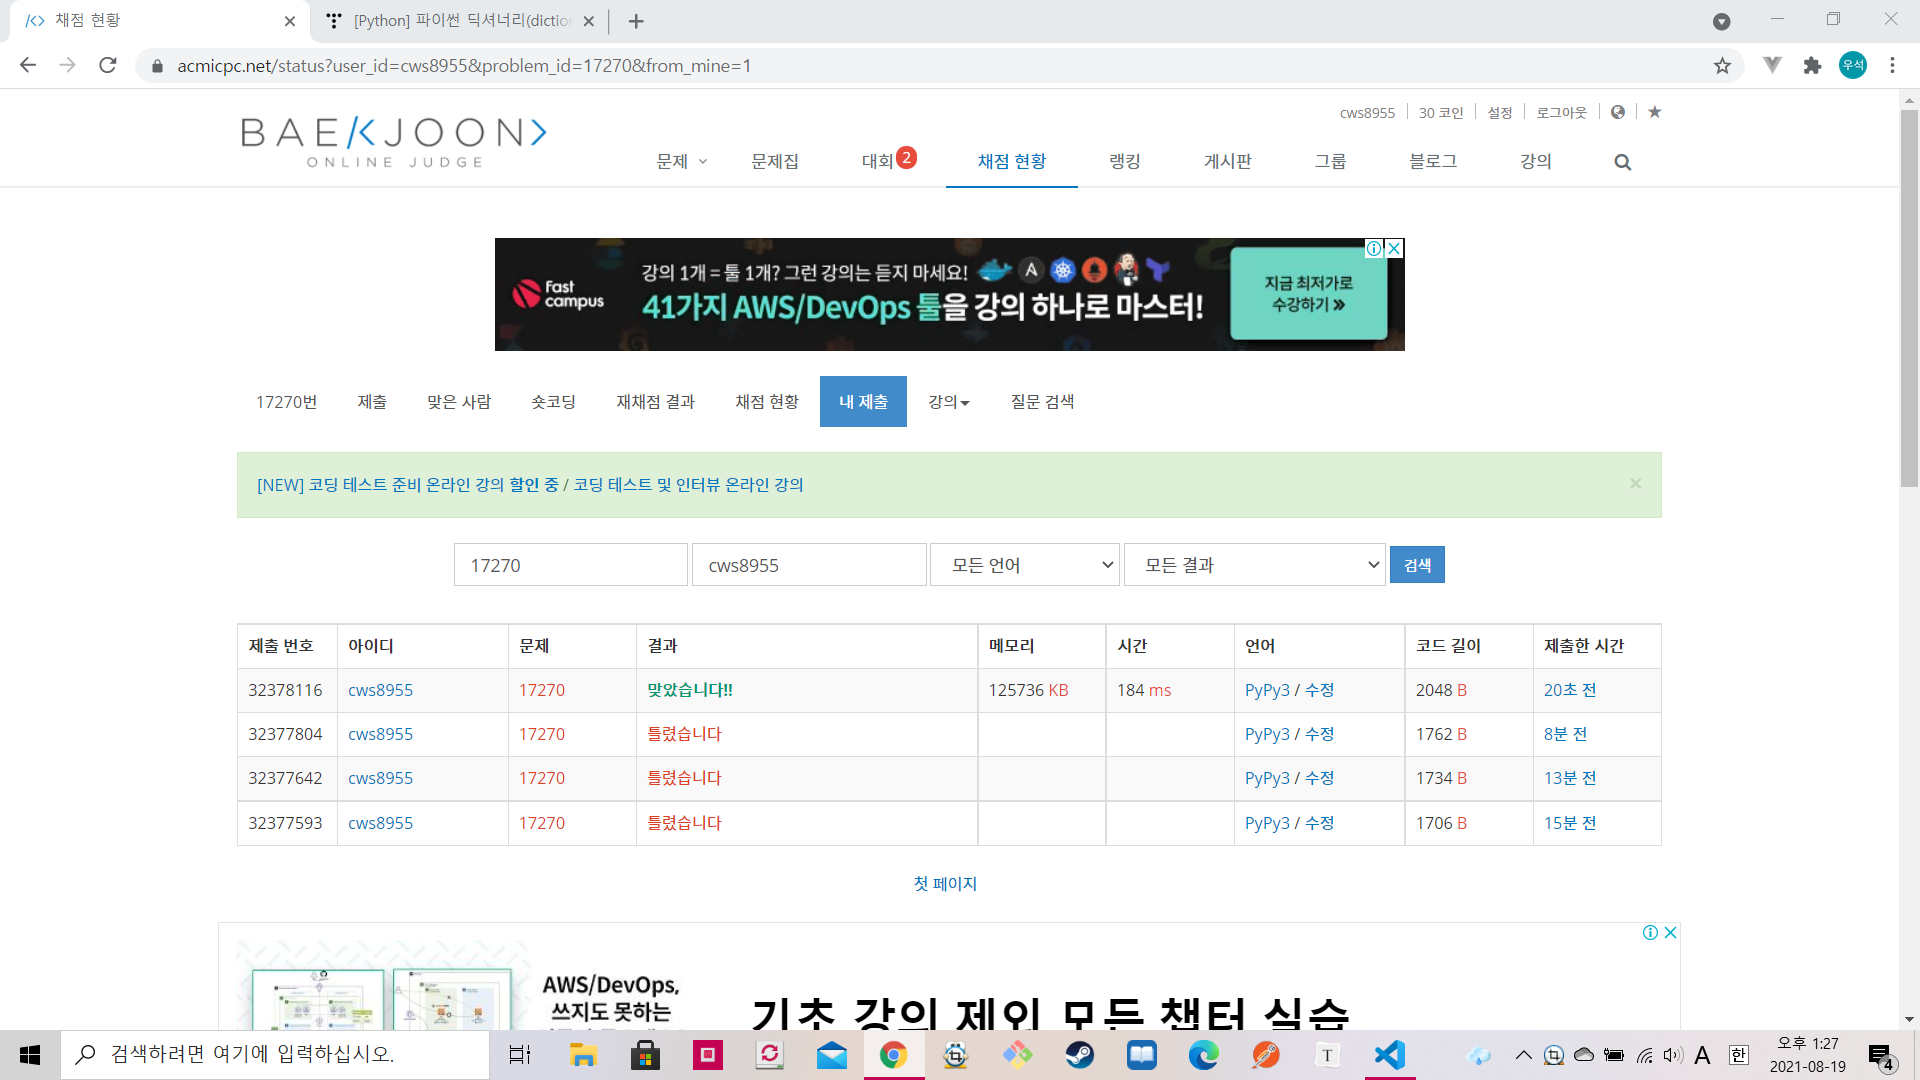 채점 현황
[Python] 파이썬 딕셔너리(diction
acmicpc.net/status?user_id=cws8955&problem_id=17270&from_mine=1
우석
cws8955
30 코인
설정
로그아웃
BAEKJOON>
ONLINE JUDGE
문제
문제집
대회 2
채점 현황
랭킹
게시판
그룹
블로그
강의
Fast campus
강의 1개 = 툴 1개? 그런 강의는 듣지 마세요!
41가지 AWS/DevOps 툴을 강의 하나로 마스터!
지금 최저가로
수강하기 »
17270번
제출
맞은 사람
숏코딩
재채점 결과
채점 현황
내 제출
강의
질문 검색
[NEW] 코딩 테스트 준비 온라인 강의 할인 중 / 코딩 테스트 및 인터뷰 온라인 강의
×
17270
cws8955
모든 언어
모든 결과
검색
제출 번호 아이디 문제 결과 메모리 시간 언어 코드 길이 제출한 시간
32378116 cws8955 17270 맞았습니다!! 125736 KB 184 ms PyPy3 / 수정 2048 B 20초 전
32377804 cws8955 17270 틀렸습니다 PyPy3 / 수정 1762 B 8분 전
32377642 cws8955 17270 틀렸습니다 PyPy3 / 수정 1734 B 13분 전
32377593 cws8955 17270 틀렸습니다 PyPy3 / 수정 1706 B 15분 전
첫 페이지
AWS/DevOps,
쓰지도 못하는
기초 강의 제외 모든 챕터 실습
검색하려면 여기에 입력하십시오.
T
A
한
오후 1:27
2021-08-19
4